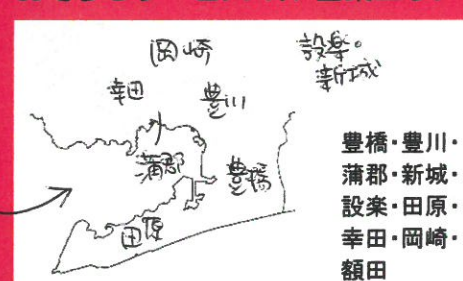 岡崎
設楽・
新城
幸田
豊川
蒲郡
豊橋
田原
豊橋・豊川・
蒲郡・新城・
設楽・田原・
幸田・岡崎・
額田